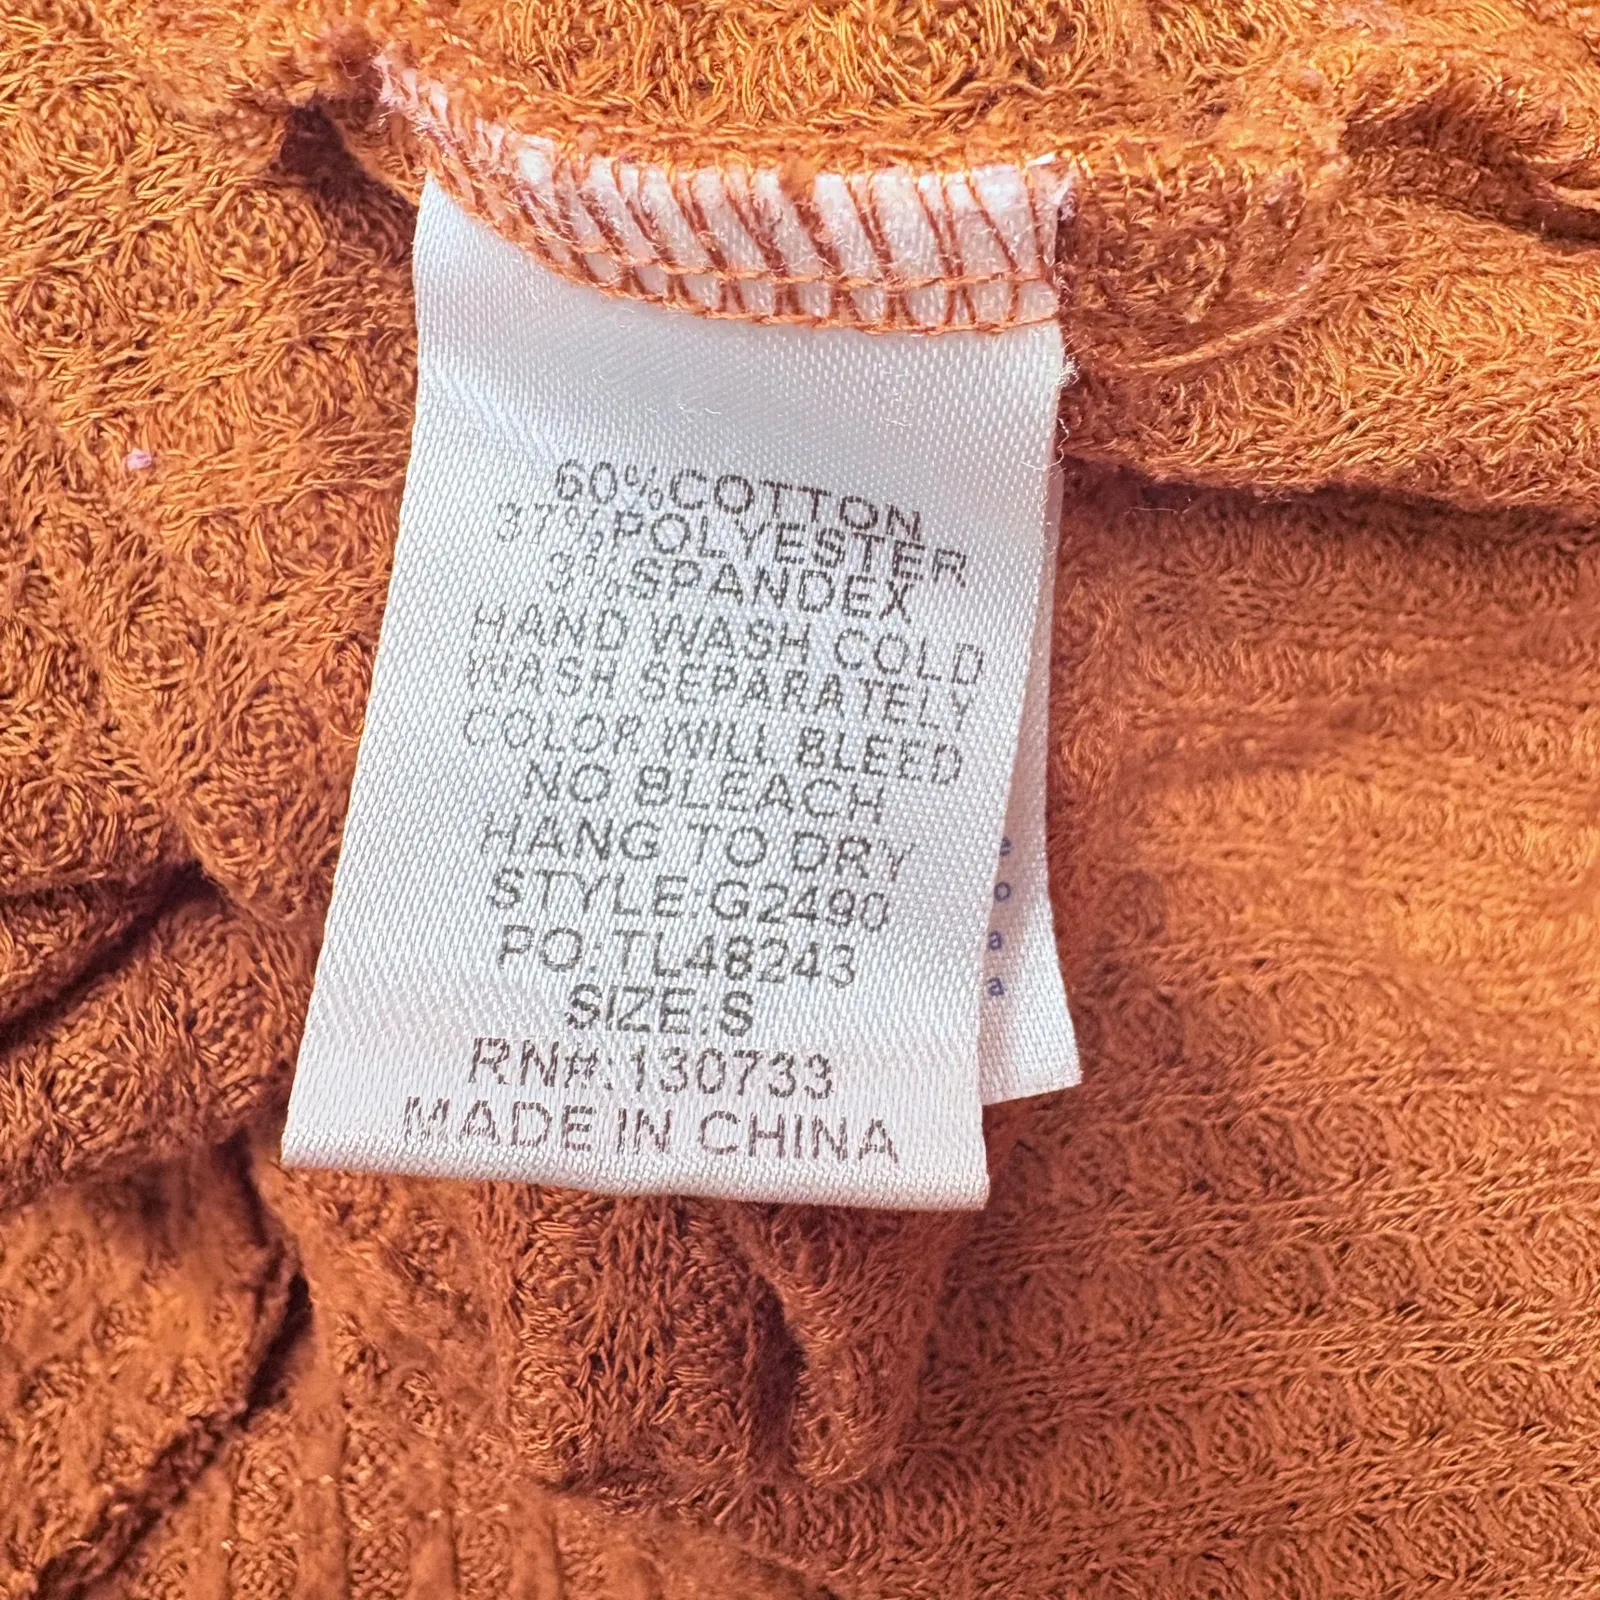 60%COTTON
37%POLYESTER
3%SPANDEX
HAND WASH COLD
WASH SEPARATELY
COLOR WILL BLEED
NO BLEACH
HANG TO DRY
STYLE:G2490
PO:TL48243
SIZE:S
RN#:130733
MADE IN CHINA
e
o
a
a